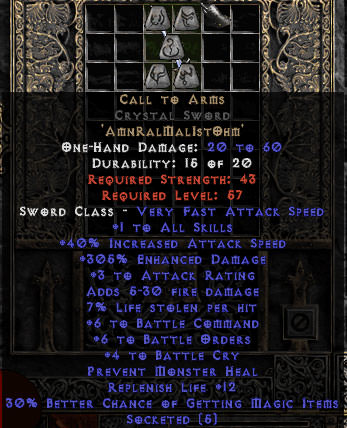 Call to Arms
Crystal Sword
'AmnRalMalIstOhm'
One-Hand Damage: 20 to 60
Durability: 15 of 20
Required Strength: 43
Required Level: 57
Sword Class - Very Fast Attack Speed
+1 to All Skills
+40% Increased Attack Speed
+305% Enhanced Damage
+3 to Attack Rating
Adds 5-30 fire damage
7% Life stolen per hit
+6 to Battle Command
+6 to Battle Orders
+4 to Battle Cry
Prevent Monster Heal
Replenish Life +12
30% Better Chance of Getting Magic Items
Socketed (5)